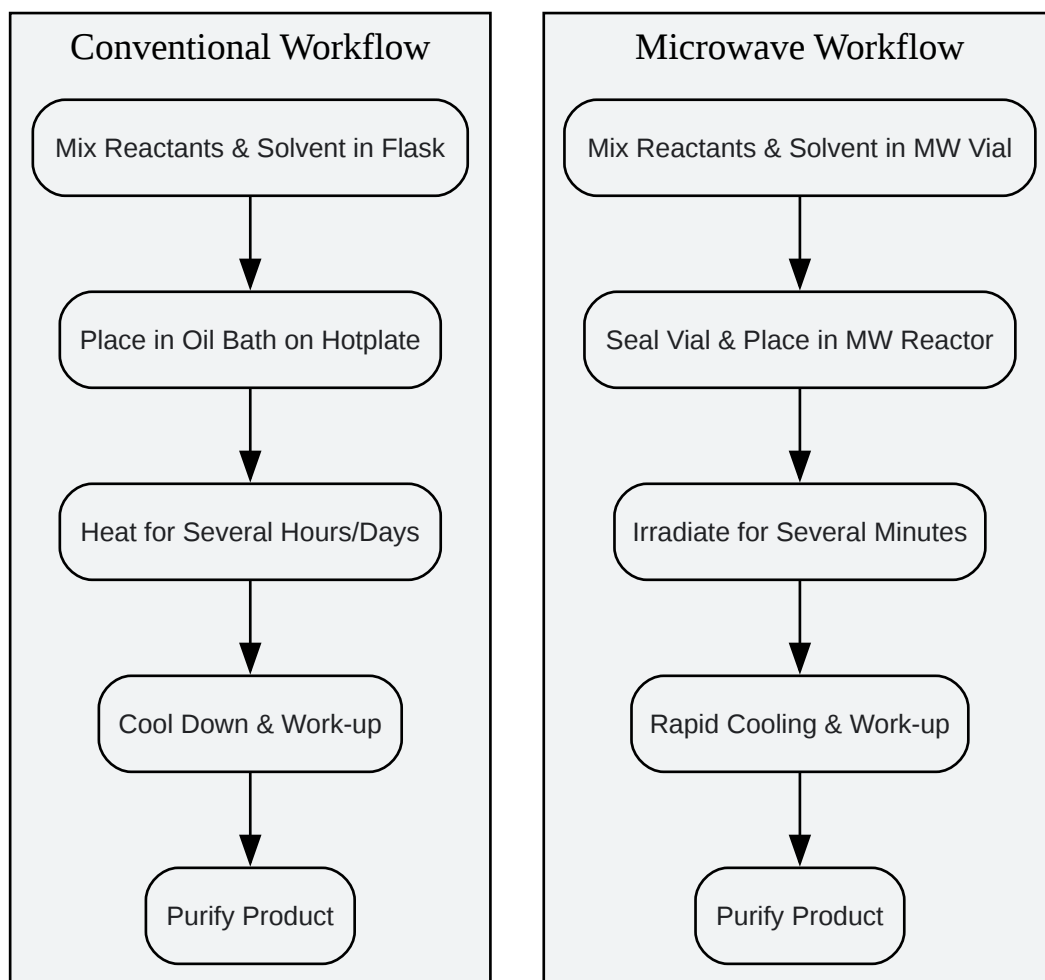 Conventional Workflow
Mix Reactants & Solvent in Flask
Place in Oil Bath on Hotplate
Heat for Several Hours/Days
Cool Down & Work-up
Purify Product
Microwave Workflow
Mix Reactants & Solvent in MW Vial
Seal Vial & Place in MW Reactor
Irradiate for Several Minutes
Rapid Cooling & Work-up
Purify Product